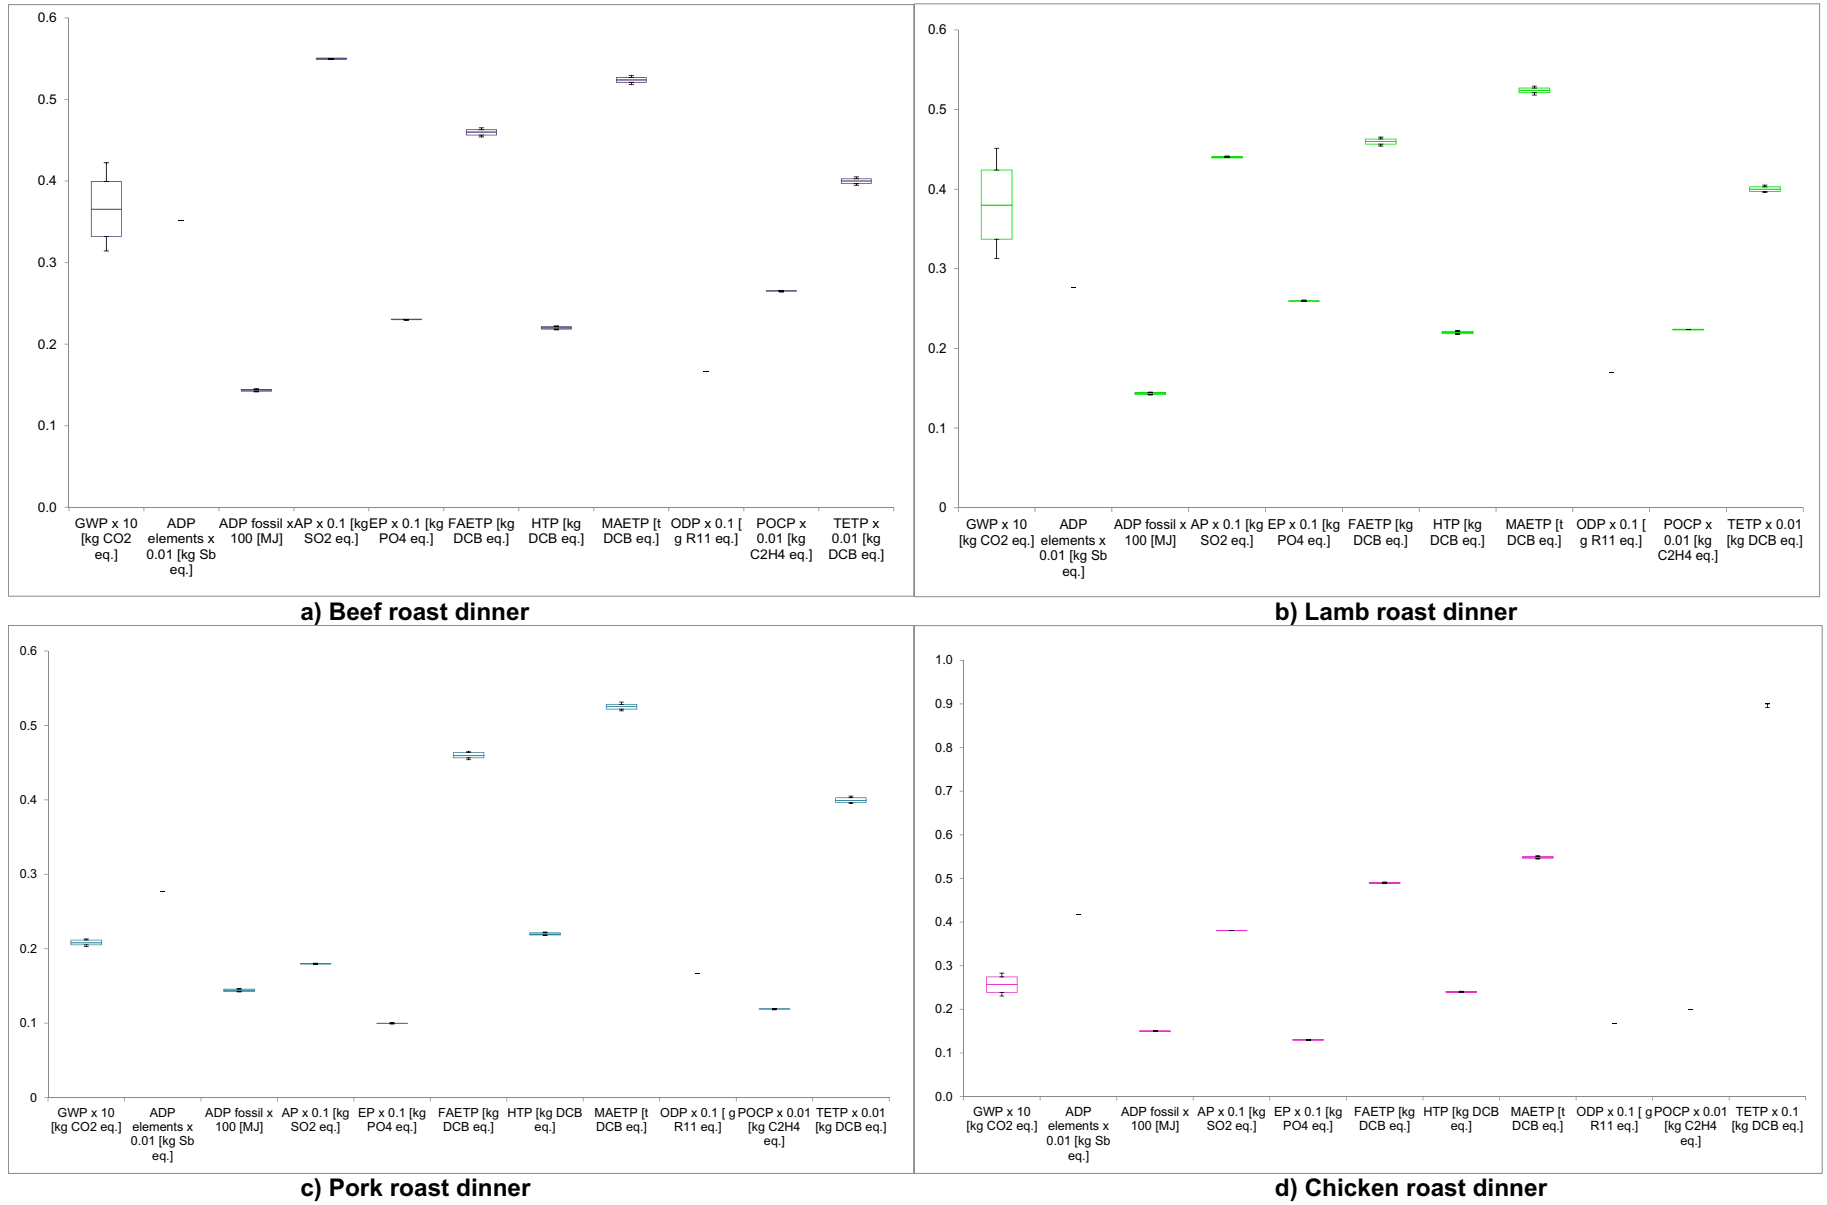 0.6
0.5
0.4
0.3
0.2
0.1
0.0
GWP x 10
[kg CO2
eq.]
ADP
elements x
0.01 [kg Sb
eq.]
ADP fossil x
100 [MJ]
AP x 0.1 [kg
SO2 eq.]
EP x 0.1 [kg
PO4 eq.]
FAETP [kg
DCB eq.]
HTP [kg
DCB eq.]
MAETP [t
DCB eq.]
ODP x 0.1 [
g R11 eq.]
POCP x
0.01 [kg
C2H4 eq.]
TETP x
0.01 [kg
DCB eq.]
a) Beef roast dinner
0.6
0.5
0.4
0.3
0.2
0.1
0
GWP x 10
[kg CO2 eq.]
ADP
elements x
0.01 [kg Sb
eq.]
ADP fossil x
100 [MJ]
AP x 0.1 [kg
SO2 eq.]
EP x 0.1 [kg
PO4 eq.]
FAETP [kg
DCB eq.]
HTP [kg
DCB eq.]
MAETP [t
DCB eq.]
ODP x 0.1 [
g R11 eq.]
POCP x
0.01 [kg
C2H4 eq.]
TETP x 0.01
[kg DCB eq.]
b) Lamb roast dinner
0.6
0.5
0.4
0.3
0.2
0.1
0
GWP x 10
[kg CO2 eq.]
ADP
elements x
0.01 [kg Sb
eq.]
ADP fossil x
100 [MJ]
AP x 0.1 [kg
SO2 eq.]
EP x 0.1 [kg
PO4 eq.]
FAETP [kg
DCB eq.]
HTP [kg DCB
eq.]
MAETP [t
DCB eq.]
ODP x 0.1 [ g
R11 eq.]
POCP x 0.01
[kg C2H4
eq.]
TETP x 0.01
[kg DCB eq.]
c) Pork roast dinner
1.0
0.9
0.8
0.7
0.6
0.5
0.4
0.3
0.2
0.1
0.0
GWP x 10
[kg CO2 eq.]
ADP
elements x
0.01 [kg Sb
eq.]
ADP fossil x
100 [MJ]
AP x 0.1 [kg
SO2 eq.]
EP x 0.1 [kg
PO4 eq.]
FAETP [kg
DCB eq.]
HTP [kg DCB
eq.]
MAETP [t
DCB eq.]
ODP x 0.1 [ g
R11 eq.]
POCP x 0.01
[kg C2H4
eq.]
TETP x 0.1
[kg DCB eq.]
d) Chicken roast dinner